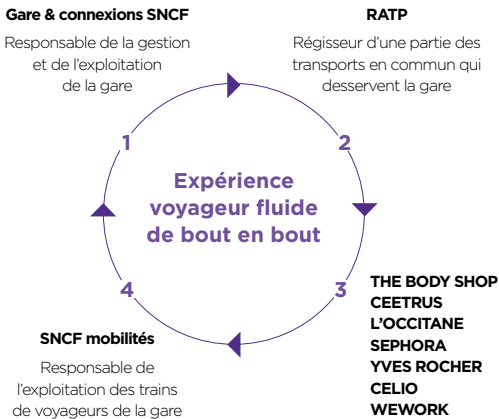 Gare & connexions SNCF
Responsable de la gestion
et de l'exploitation
de la gare
RATP
Régisseur d'une partie des
transports en commun qui
desservent la gare
1
2
Expérience
voyageur fluide
de bout en bout
4
3
SNCF mobilités
Responsable de
l'exploitation des trains
de voyageurs de la gare
THE BODY SHOP
CEETRUS
L'OCCITANE
SEPHORA
YVES ROCHER
CELIO
WEWORK